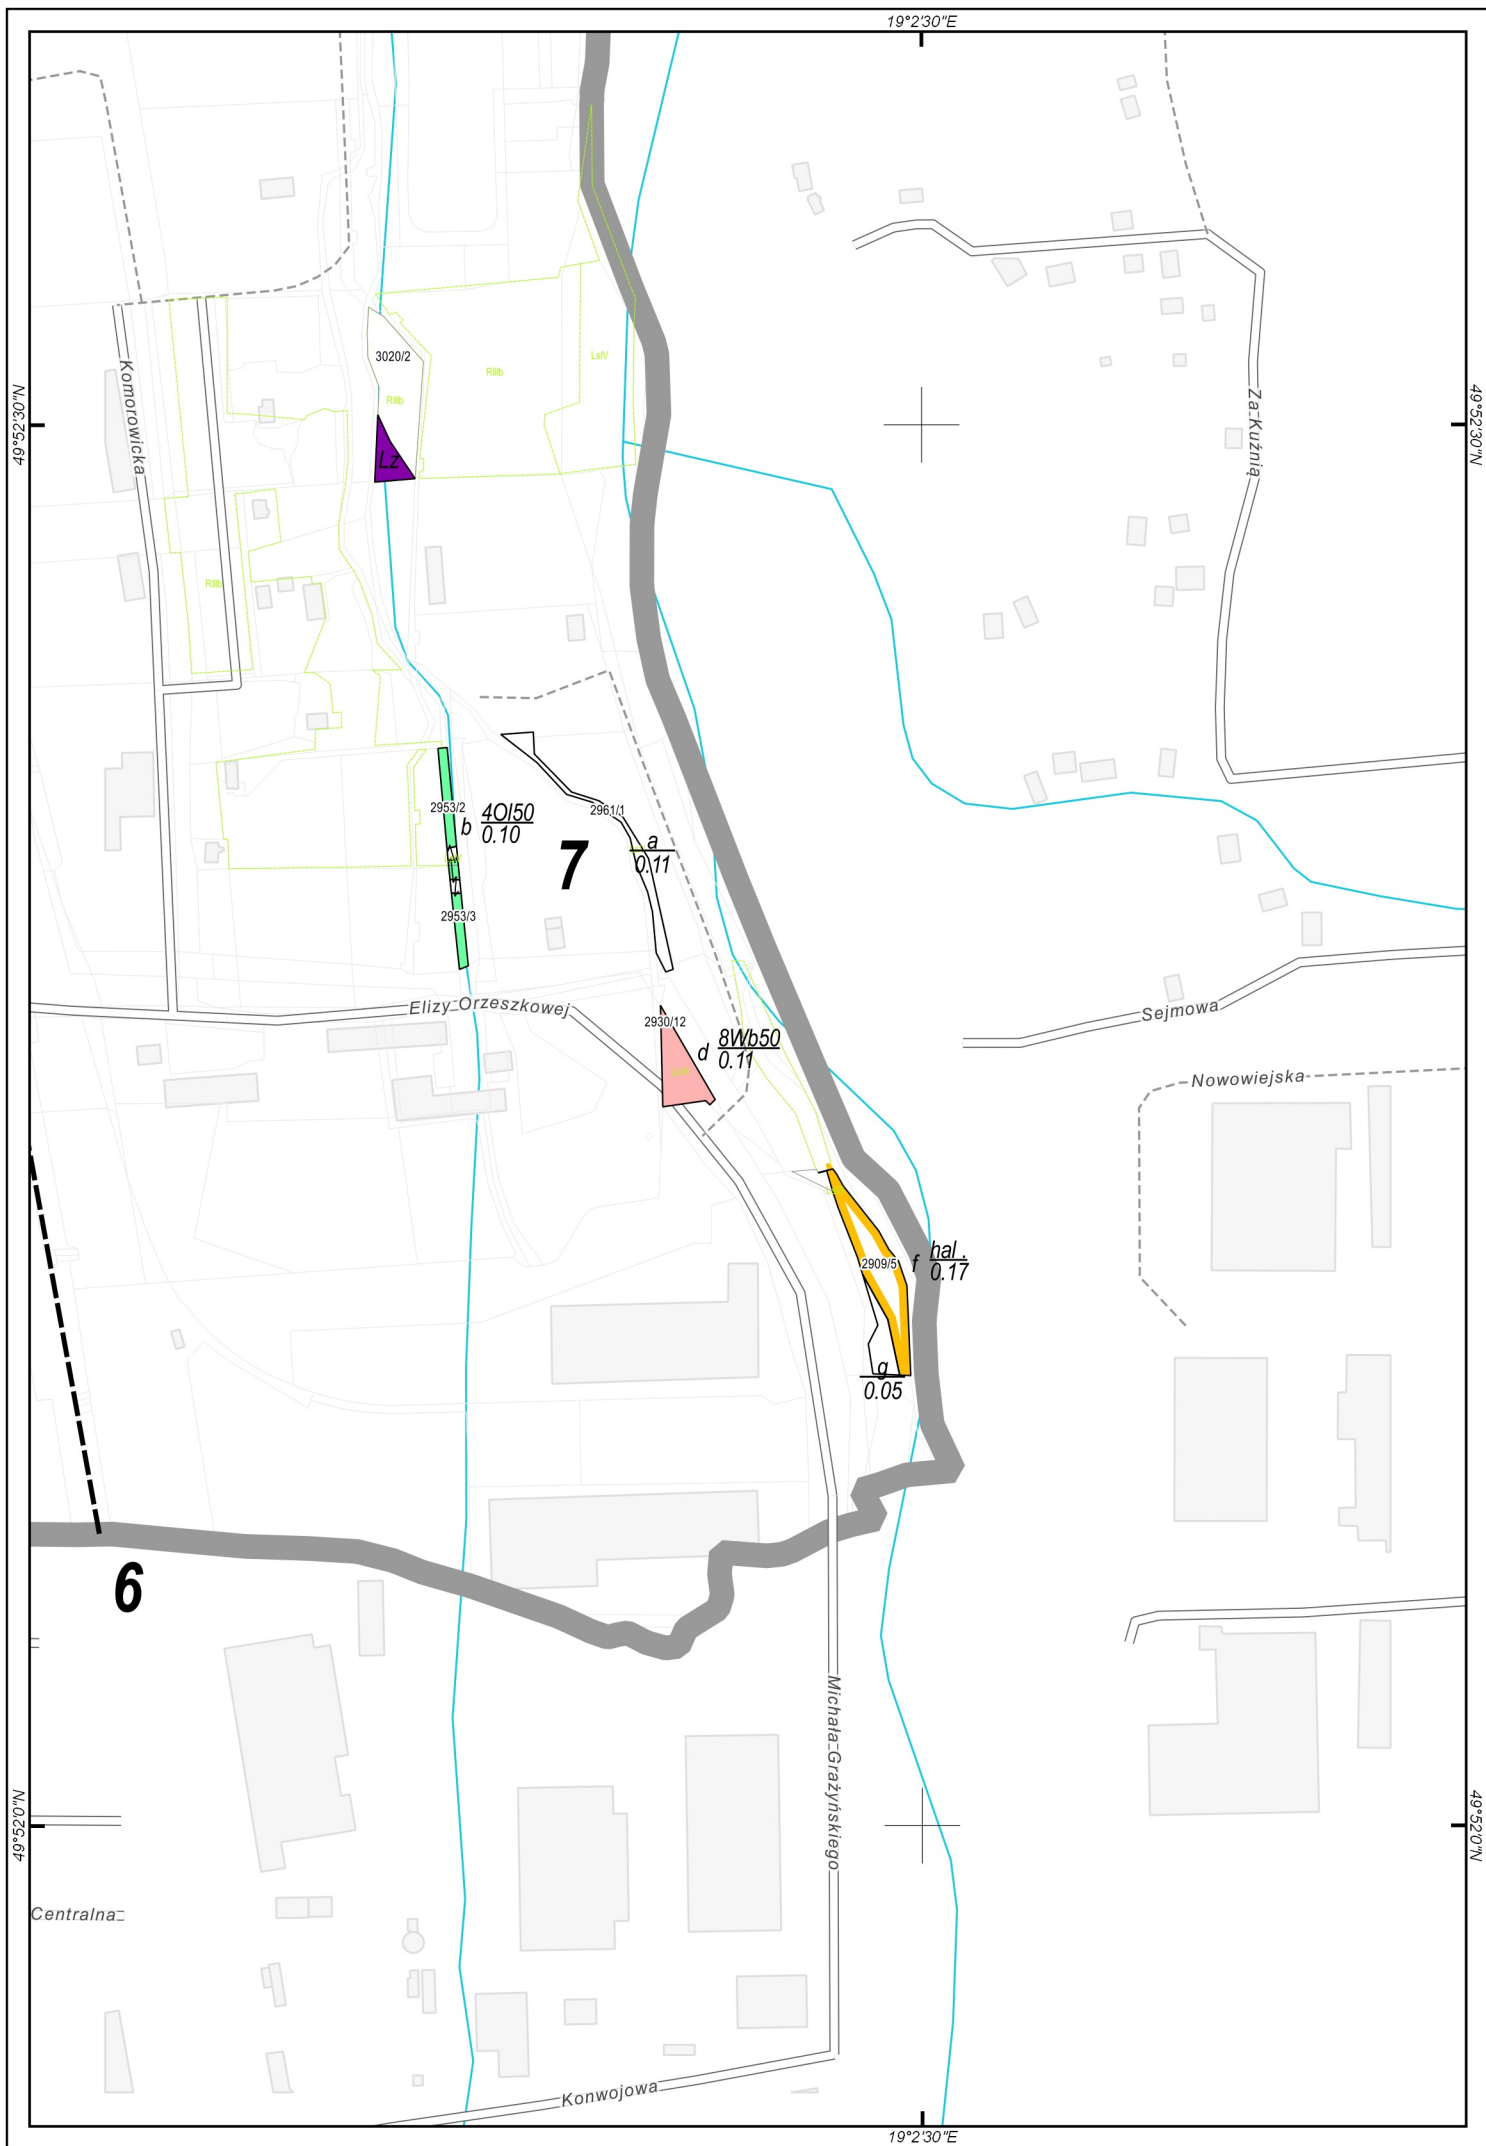 19°2'30"E
3020/2
RIIIb
LsIV
RIIIb
Komorowicka
49°52'30"N
49°52'30"N
Za Kuźnią
Lz
RIIIb
2953/2
b 4Ol50
0.10
2961/1
7
a
0.11
2953/3
Elizy Orzeszkowej
Sejmowa
2930/12
d 8Wb50
0.11
Nowowiejska
2909/5
f hal.
0.17
g
0.05
6
Michała Grażyńskiego
49°52'0"N
49°52'0"N
Centralna
Konwojowa
19°2'30"E